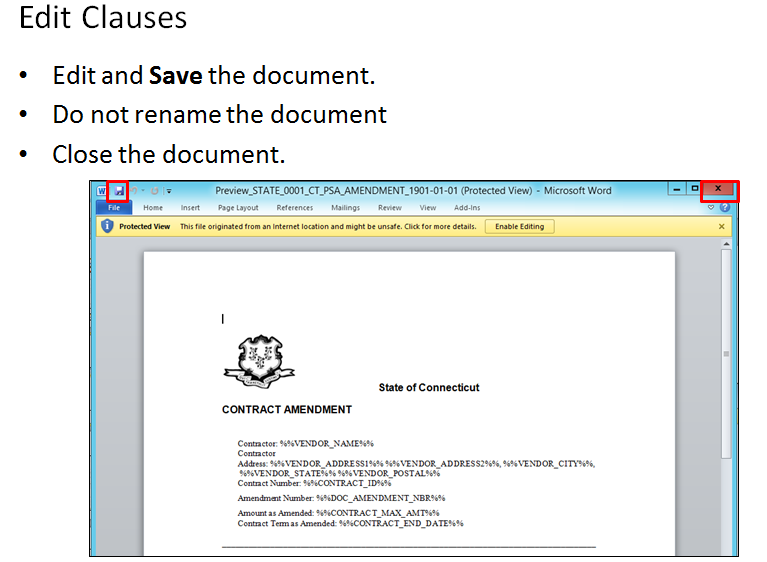 Edit Clauses
• Edit and Save the document.
• Do not rename the document
• Close the document.
Preview_STATE_0001_CT_PSA_AMENDMENT_1901-01-01 (Protected View) - Microsoft Word
File Home Insert Page Layout References Mailings Review View Add-Ins
Protected View This file originated from an Internet location and might be unsafe. Click for more details. Enable Editing
State of Connecticut
CONTRACT AMENDMENT
Contractor: %%VENDOR_NAME%%
Contractor
Address: %%VENDOR_ADDRESS1%% %%VENDOR_ADDRESS2%%, %%VENDOR_CITY%%,
%%VENDOR_STATE%% %%VENDOR_POSTAL%%
Contract Number: %%CONTRACT_ID%%
Amendment Number: %%DOC_AMENDMENT_NBR%%
Amount as Amended: %%CONTRACT_MAX_AMT%%
Contract Term as Amended: %%CONTRACT_END_DATE%%